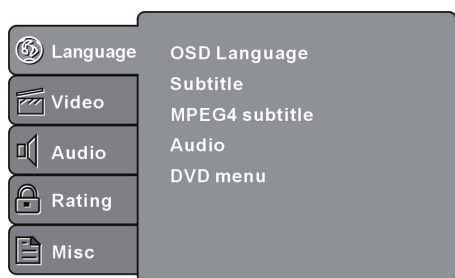 Language
Video
Audio
Rating
Misc
OSD Language
Subtitle
MPEG4 subtitle
Audio
DVD menu